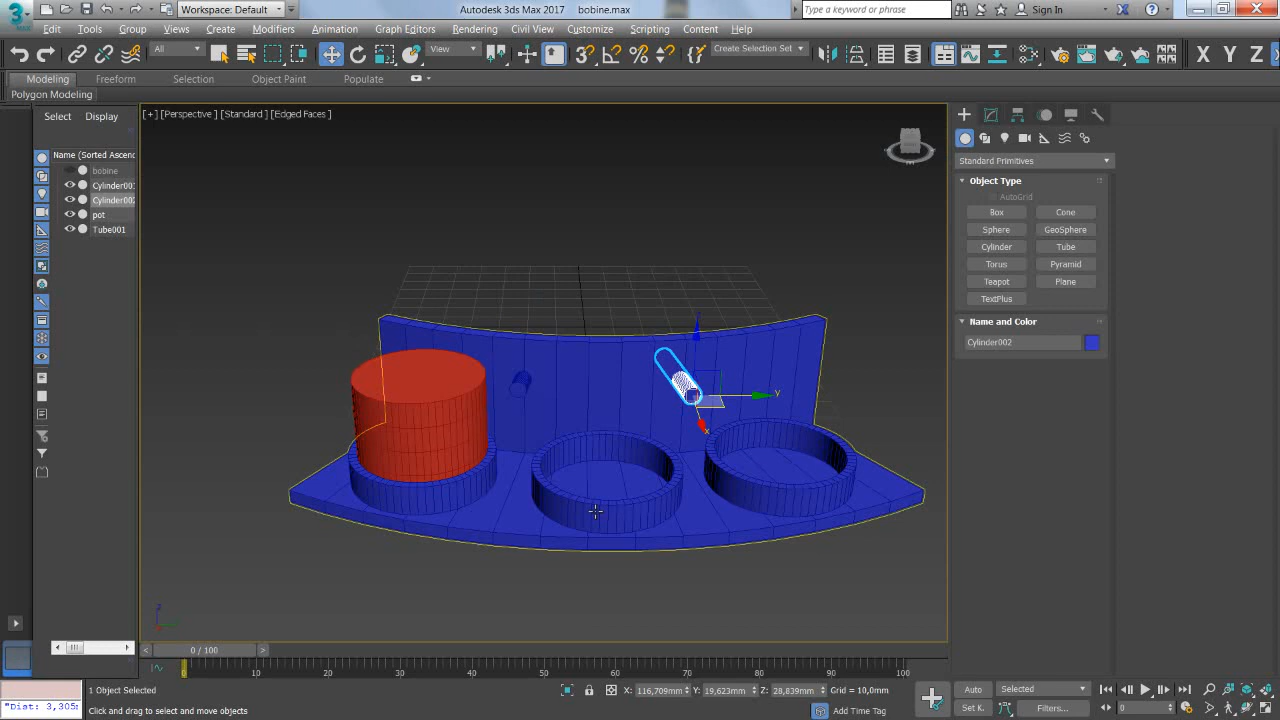 MAX
Workspace: Default
Autodesk 3ds Max 2017 bobine.max
Type a keyword or phrase
Sign In
Edit Tools Group Views Create Modifiers Animation Graph Editors Rendering Civil View Customize Scripting Content Help
All View Create Selection Set X Y Z
Modeling Freeform Selection Object Paint Populate
Polygon Modeling
Select Display
Name (Sorted Ascenc
bobine
Cylinder001
Cylinder002
pot
Tube001
[+] [Perspective ] [Standard ] [Edged Faces ]
z
y
x
Standard Primitives
Object Type
AutoGrid
Box Cone
Sphere GeoSphere
Cylinder Tube
Torus Pyramid
Teapot Plane
TextPlus
Name and Color
Cylinder002
0 / 100
0 10 20 30 40 50 60 70 80 90 100
1 Object Selected
X: 116,709mm Y: 19,623mm Z: 28,839mm Grid = 10,0mm
Auto Selected
"Dist: 3,305
Click and drag to select and move objects
Add Time Tag
Set K. Filters... 0